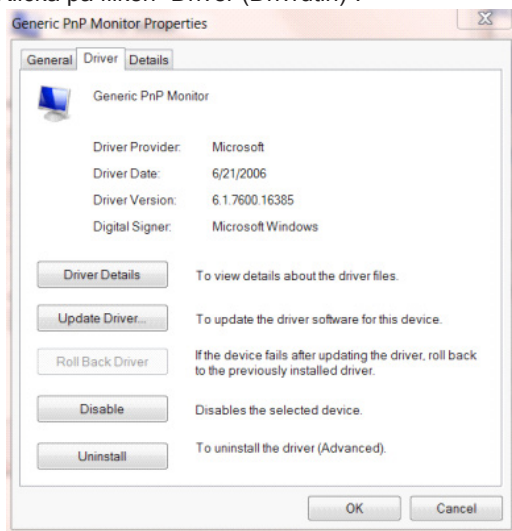 Generic PnP Monitor Properties
General Driver Details
Generic PnP Monitor
Driver Provider: Microsoft
Driver Date: 6/21/2006
Driver Version: 6.1.7600.16385
Digital Signer: Microsoft Windows
Driver Details To view details about the driver files.
Update Driver... To update the driver software for this device.
Roll Back Driver If the device fails after updating the driver, roll back
to the previously installed driver.
Disable Disables the selected device.
Uninstall To uninstall the driver (Advanced).
OK Cancel